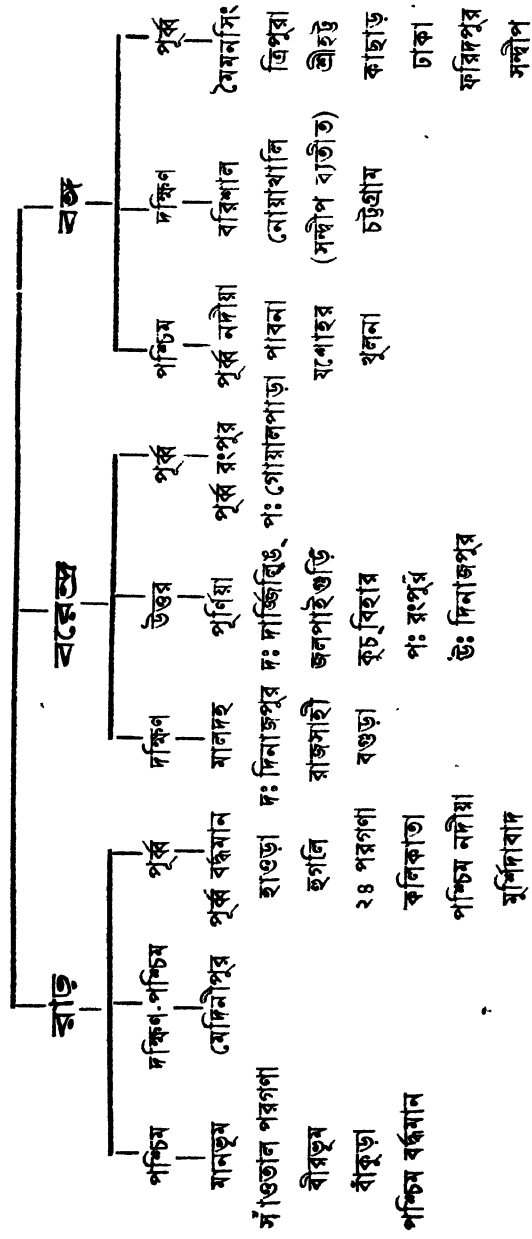 রাঢ়
পশ্চিম
মানভূম
সাঁওতাল পরগণা
বীরভূম
বাঁকুড়া
পশ্চিম বর্দ্ধমান
দক্ষিণ-পশ্চিম
মেদিনীপুর
পূর্ব্ব
পূর্ব্ব বর্দ্ধমান
হাওড়া
হুগলি
২৪ পরগণা
কলিকাতা
পশ্চিম নদীয়া
মুর্শিদাবাদ
বরেন্দ্র
দক্ষিণ
মালদহ
দঃ দিনাজপুর
রাজসাহী
বগুড়া
উত্তর
পূর্ণিয়া
দঃ দার্জ্জিলিঙ্
জলপাইগুড়ি
কুচ্‌বিহার
পঃ রংপুর
উঃ দিনাজপুর
পূর্ব্ব
পূর্ব্ব রংপুর
পঃ গোয়ালপাড়া
বঙ্গ
পশ্চিম
পূর্ব্ব নদীয়া
পাবনা
যশোহর
খুলনা
দক্ষিণ
বরিশাল
নোয়াখালি
(সন্দ্বীপ ব্যতীত)
চট্টগ্রাম
পূর্ব্ব
মৈমনসিং
ত্রিপুরা
শ্রীহট্ট
কাছাড়
ঢাকা
ফরিদপুর
সন্দ্বীপ